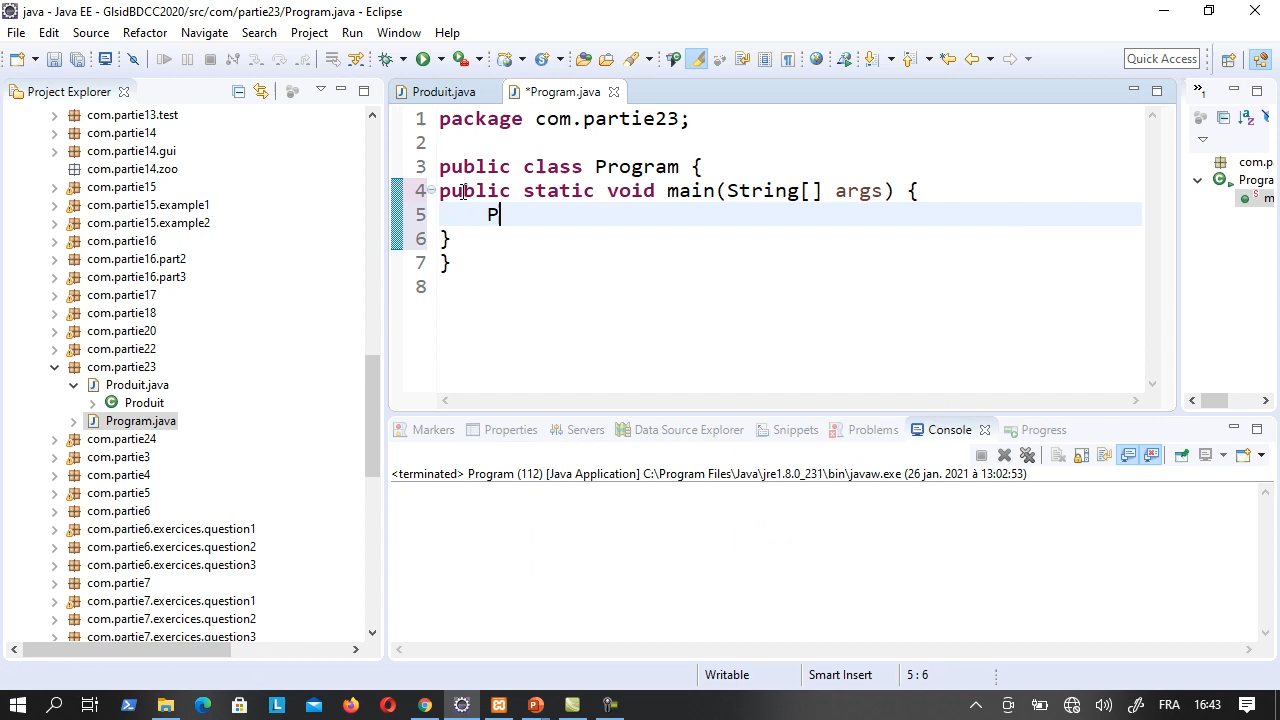 java - Java EE - GlsidBDCC2020/src/com/partie23/Program.java - Eclipse
File Edit Source Refactor Navigate Search Project Run Window Help
Quick Access
Project Explorer
com.partie13.test
com.partie14
com.partie14.gui
com.partie14.zoo
com.partie15
com.partie15.example1
com.partie15.example2
com.partie16
com.partie16.part2
com.partie16.part3
com.partie17
com.partie18
com.partie20
com.partie22
com.partie23
Produit.java
Produit
Program.java
com.partie24
com.partie3
com.partie4
com.partie5
com.partie6
com.partie6.exercices.question1
com.partie6.exercices.question2
com.partie6.exercices.question3
com.partie7
com.partie7.exercices.question1
com.partie7.exercices.question2
com.partie7.exercices.question3
Produit.java *Program.java
1 package com.partie23;
2
3 public class Program {
4 public static void main(String[] args) {
5 P
6 }
7 }
8
com.p
Progra
m
Markers Properties Servers Data Source Explorer Snippets Problems Console Progress
<terminated> Program (112) [Java Application] C:\Program Files\Java\jre1.8.0_231\bin\javaw.exe (26 jan. 2021 à 13:02:53)
Writable Smart Insert 5 : 6
FRA 16:43